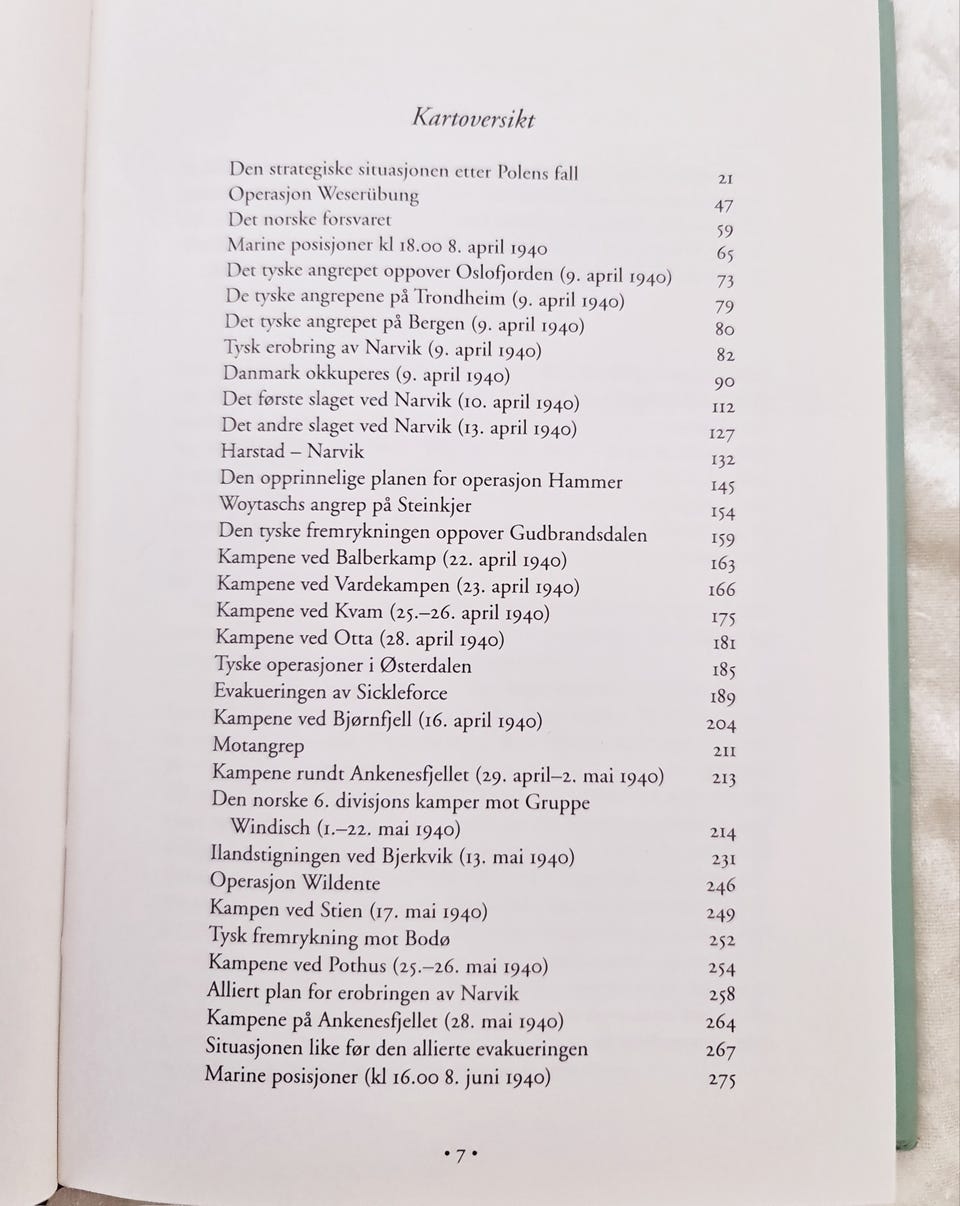 Kartoversikt
Den strategiske situasjonen etter Polens fall 21
Operasjon Weserübung 47
Det norske forsvaret 59
Marine posisjoner kl 18.00 8. april 1940 65
Det tyske angrepet oppover Oslofjorden (9. april 1940) 73
De tyske angrepene på Trondheim (9. april 1940) 79
Det tyske angrepet på Bergen (9. april 1940) 80
Tysk erobring av Narvik (9. april 1940) 82
Danmark okkuperes (9. april 1940) 90
Det første slaget ved Narvik (10. april 1940) 112
Det andre slaget ved Narvik (13. april 1940) 127
Harstad – Narvik 132
Den opprinnelige planen for operasjon Hammer 145
Woytaschs angrep på Steinkjer 154
Den tyske fremrykningen oppover Gudbrandsdalen 159
Kampene ved Balberkamp (22. april 1940) 163
Kampene ved Vardekampen (23. april 1940) 166
Kampene ved Kvam (25.–26. april 1940) 175
Kampene ved Otta (28. april 1940) 181
Tyske operasjoner i Østerdalen 185
Evakueringen av Sickleforce 189
Kampene ved Bjørnfjell (16. april 1940) 204
Motangrep 211
Kampene rundt Ankenesfjellet (29. april–2. mai 1940) 213
Den norske 6. divisjons kamper mot Gruppe
Windisch (1.–22. mai 1940) 214
Ilandstigningen ved Bjerkvik (13. mai 1940) 231
Operasjon Wildente 246
Kampen ved Stien (17. mai 1940) 249
Tysk fremrykning mot Bodø 252
Kampene ved Pothus (25.–26. mai 1940) 254
Alliert plan for erobringen av Narvik 258
Kampene på Ankenesfjellet (28. mai 1940) 264
Situasjonen like før den allierte evakueringen 267
Marine posisjoner (kl 16.00 8. juni 1940) 275
• 7 •